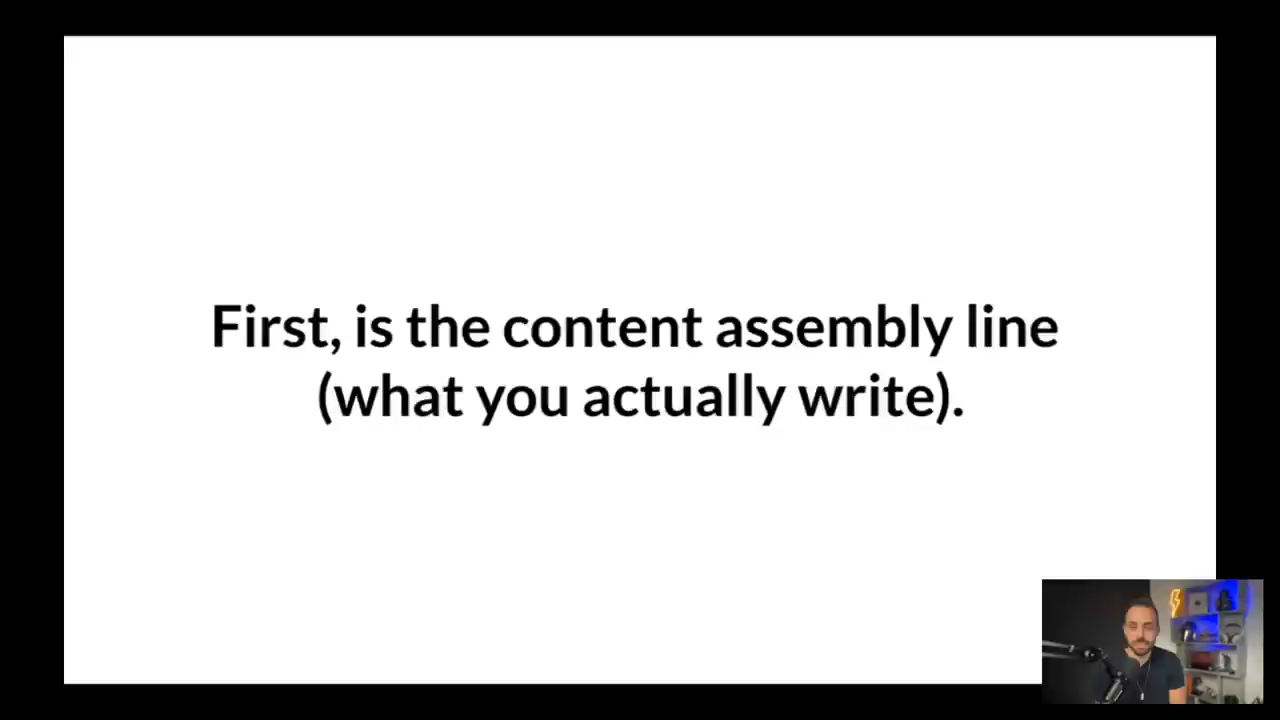 First, is the content assembly line
(what you actually write).